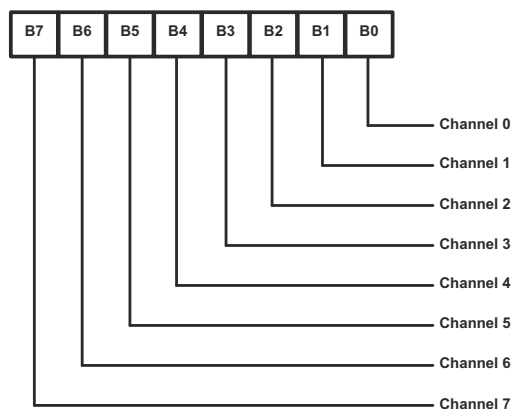 B7 B6 B5 B4 B3 B2 B1 B0
Channel 0
Channel 1
Channel 2
Channel 3
Channel 4
Channel 5
Channel 6
Channel 7